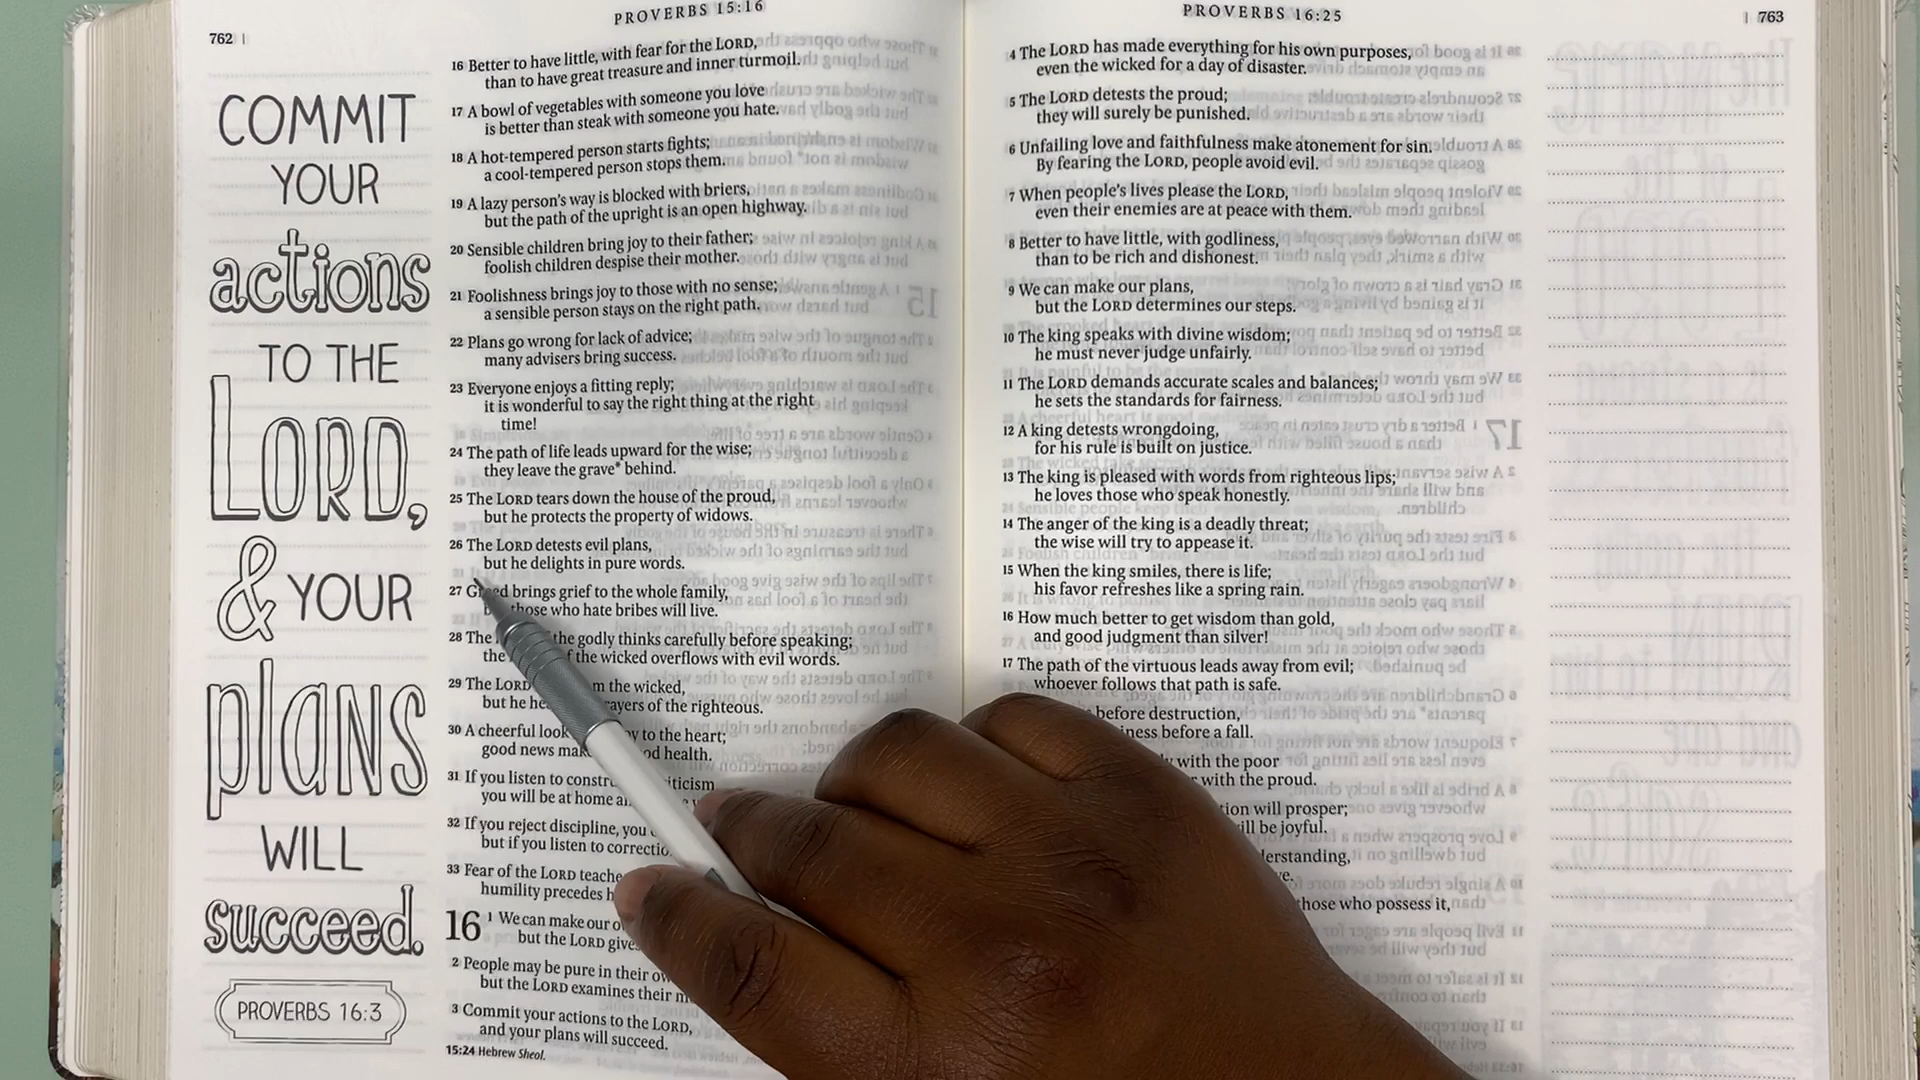 PROVERBS 15:16
762
COMMIT
YOUR
actions
TO THE
LORD,
& YOUR
plans
WILL
succeed.
PROVERBS 16:3
16 Better to have little, with fear for the LORD,
than to have great treasure and inner turmoil.
17 A bowl of vegetables with someone you love
is better than steak with someone you hate.
18 A hot-tempered person starts fights;
a cool-tempered person stops them.
19 A lazy person's way is blocked with briers,
but the path of the upright is an open highway.
20 Sensible children bring joy to their father;
foolish children despise their mother.
21 Foolishness brings joy to those with no sense;
a sensible person stays on the right path.
22 Plans go wrong for lack of advice;
many advisers bring success.
23 Everyone enjoys a fitting reply;
it is wonderful to say the right thing at the right
time!
24 The path of life leads upward for the wise;
they leave the grave* behind.
25 The LORD tears down the house of the proud,
but he protects the property of widows.
26 The LORD detests evil plans,
but he delights in pure words.
27 Greed brings grief to the whole family,
those who hate bribes will live.
28 The the godly thinks carefully before speaking;
the the wicked overflows with evil words.
29 The LORD the wicked,
but he prayers of the righteous.
30 A cheerful look to the heart;
good news good health.
31 If you listen to
you will be at home
32 If you reject discipline, you
but if you listen to
33 Fear of the LORD
humility precedes
16 1 We can make our
but the LORD
2 People may be pure in their
but the LORD examines their
3 Commit your actions to the LORD,
and your plans will succeed.
15:24 Hebrew Sheol.
PROVERBS 16:25
763
4 The LORD has made everything for his own purposes,
even the wicked for a day of disaster.
5 The LORD detests the proud;
they will surely be punished.
6 Unfailing love and faithfulness make atonement for sin.
By fearing the LORD, people avoid evil.
7 When people's lives please the LORD,
even their enemies are at peace with them.
8 Better to have little, with godliness,
than to be rich and dishonest.
9 We can make our plans,
but the LORD determines our steps.
10 The king speaks with divine wisdom;
he must never judge unfairly.
11 The LORD demands accurate scales and balances;
he sets the standards for fairness.
12 A king detests wrongdoing,
for his rule is built on justice.
13 The king is pleased with words from righteous lips;
he loves those who speak honestly.
14 The anger of the king is a deadly threat;
the wise will try to appease it.
15 When the king smiles, there is life;
his favor refreshes like a spring rain.
16 How much better to get wisdom than gold,
and good judgment than silver!
17 The path of the virtuous leads away from evil;
whoever follows that path is safe.
before destruction,
before a fall.
with the poor
with the proud.
will prosper;
will be joyful.
those who possess it,